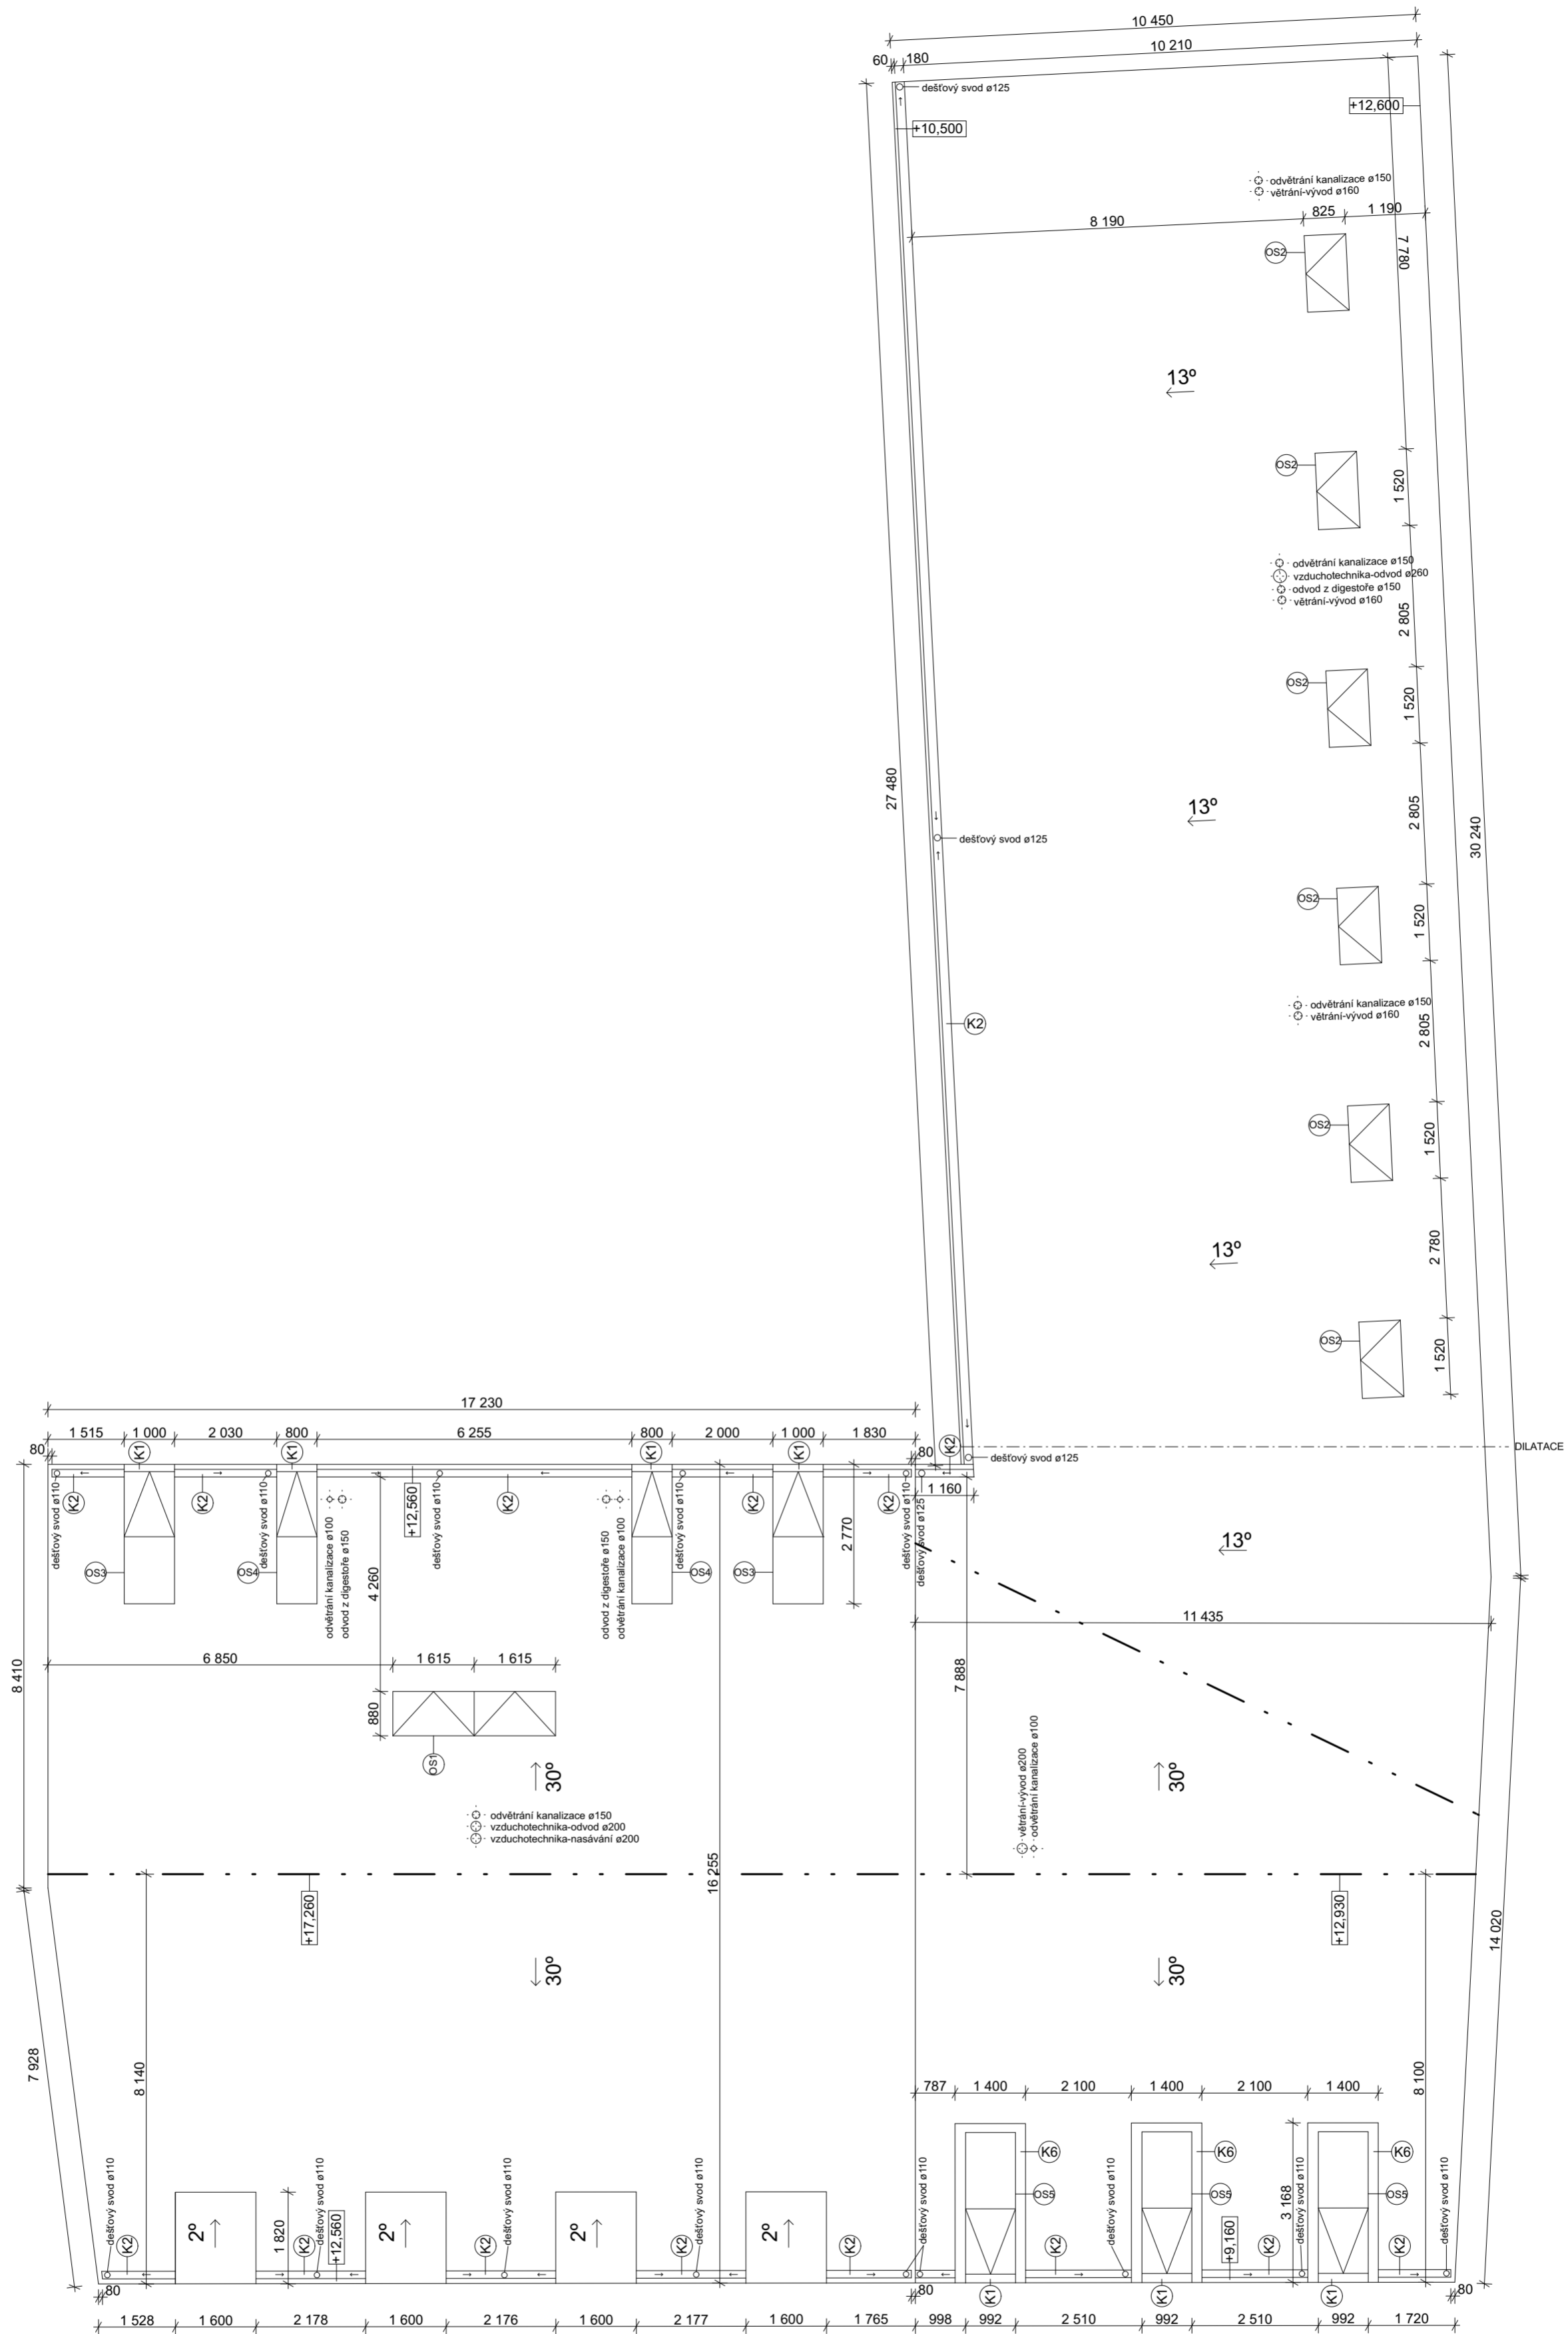 10 450
10 210
60
180
dešťový svod ø125
+10,500
+12,600
odvětrání kanalizace ø150
větrání-vývod ø160
8 190
825
1 190
7 780
OS2
13º
OS2
1 520
odvětrání kanalizace ø150
vzduchotechnika-odvod ø260
odvod z digestoře ø150
větrání-vývod ø160
2 805
OS2
1 520
27 480
13º
dešťový svod ø125
2 805
30 240
OS2
1 520
K2
odvětrání kanalizace ø150
větrání-vývod ø160
2 805
OS2
1 520
13º
2 780
OS2
1 520
17 230
1 515
1 000
2 030
800
6 255
800
2 000
1 000
1 830
80
K1
K1
K1
K1
80
K2
DILATACE
dešťový svod ø125
1 160
dešťový svod ø110
K2
K2
dešťový svod ø110
odvětrání kanalizace ø100
odvod z digestoře ø150
+12,560
dešťový svod ø110
K2
odvod z digestoře ø150
odvětrání kanalizace ø100
dešťový svod ø110
K2
K2
dešťový svod ø110
dešťový svod ø125
OS3
OS4
OS4
OS3
2 770
4 260
13º
11 435
8 410
6 850
1 615
1 615
880
OS1
7 888
30º
30º
větrání-vývod ø200
odvětrání kanalizace ø100
odvětrání kanalizace ø150
vzduchotechnika-odvod ø200
vzduchotechnika-nasávání ø200
16 255
+17,260
+12,930
14 020
30º
30º
7 928
8 140
8 100
787
1 400
2 100
1 400
2 100
1 400
K6
K6
K6
OS5
OS5
OS5
3 168
dešťový svod ø110
K2
2º
1 820
K2
dešťový svod ø110
+12,560
2º
K2
dešťový svod ø110
2º
K2
dešťový svod ø110
2º
K2
dešťový svod ø110
K2
dešťový svod ø110
+9,160
K2
dešťový svod ø110
K2
dešťový svod ø110
80
80
K1
K1
K1
80
1 528
1 600
2 178
1 600
2 176
1 600
2 177
1 600
1 765
998
992
2 510
992
2 510
992
1 720